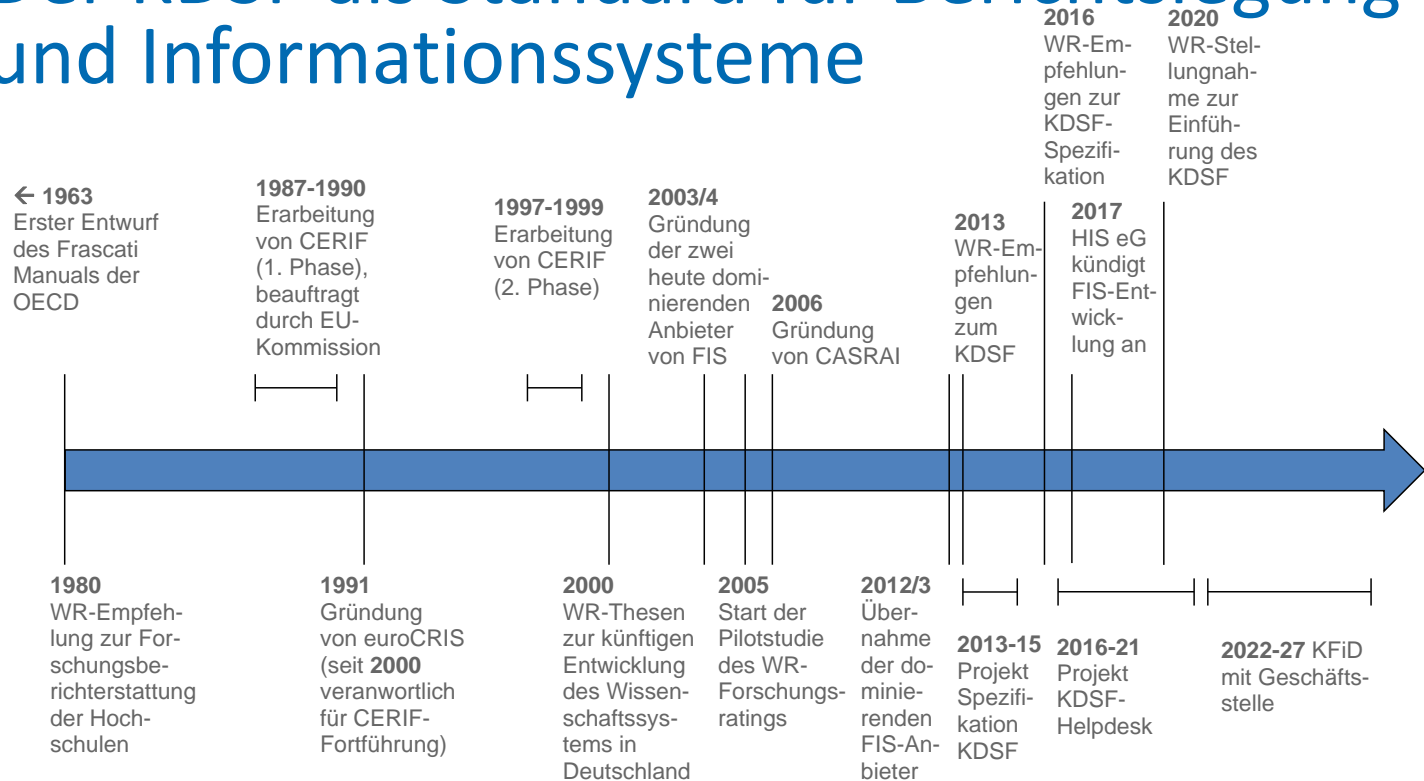 Der KDSF als Standard für Berichtslegung
und Informationssysteme
← 1963
Erster Entwurf
des Frascati
Manuals der
OECD
1987-1990
Erarbeitung
von CERIF
(1. Phase),
beauftragt
durch EU-
Kommission
1997-1999
Erarbeitung
von CERIF
(2. Phase)
2003/4
Gründung
der zwei
heute domi-
nierenden
Anbieter
von FIS
2006
Gründung
von CASRAI
2013
WR-Em-
pfehlun-
gen
zum
KDSF
2016
WR-Em-
pfehlun-
gen zur
KDSF-
Spezifi-
kation
2017
HIS eG
kündigt
FIS-Ent-
wick-
lung an
2020
WR-Stel-
lungnah-
me zur
Einfüh-
rung des
KDSF
1980
WR-Empfeh-
lung zur For-
schungsbe-
richterstattung
der Hoch-
schulen
1991
Gründung
von euroCRIS
(seit 2000
veranwortlich
für CERIF-
Fortführung)
2000
WR-Thesen
zur künftigen
Entwicklung
des Wissen-
schaftssys-
tems in
Deutschland
2005
Start der
Pilotstudie
des WR-
Forschungs-
ratings
2012/3
Über-
nahme
der do-
minie-
renden
FIS-An-
bieter
2013-15
Projekt
Spezifi-
kation
KDSF
2016-21
Projekt
KDSF-
Helpdesk
2022-27 KFiD
mit Geschäfts-
stelle